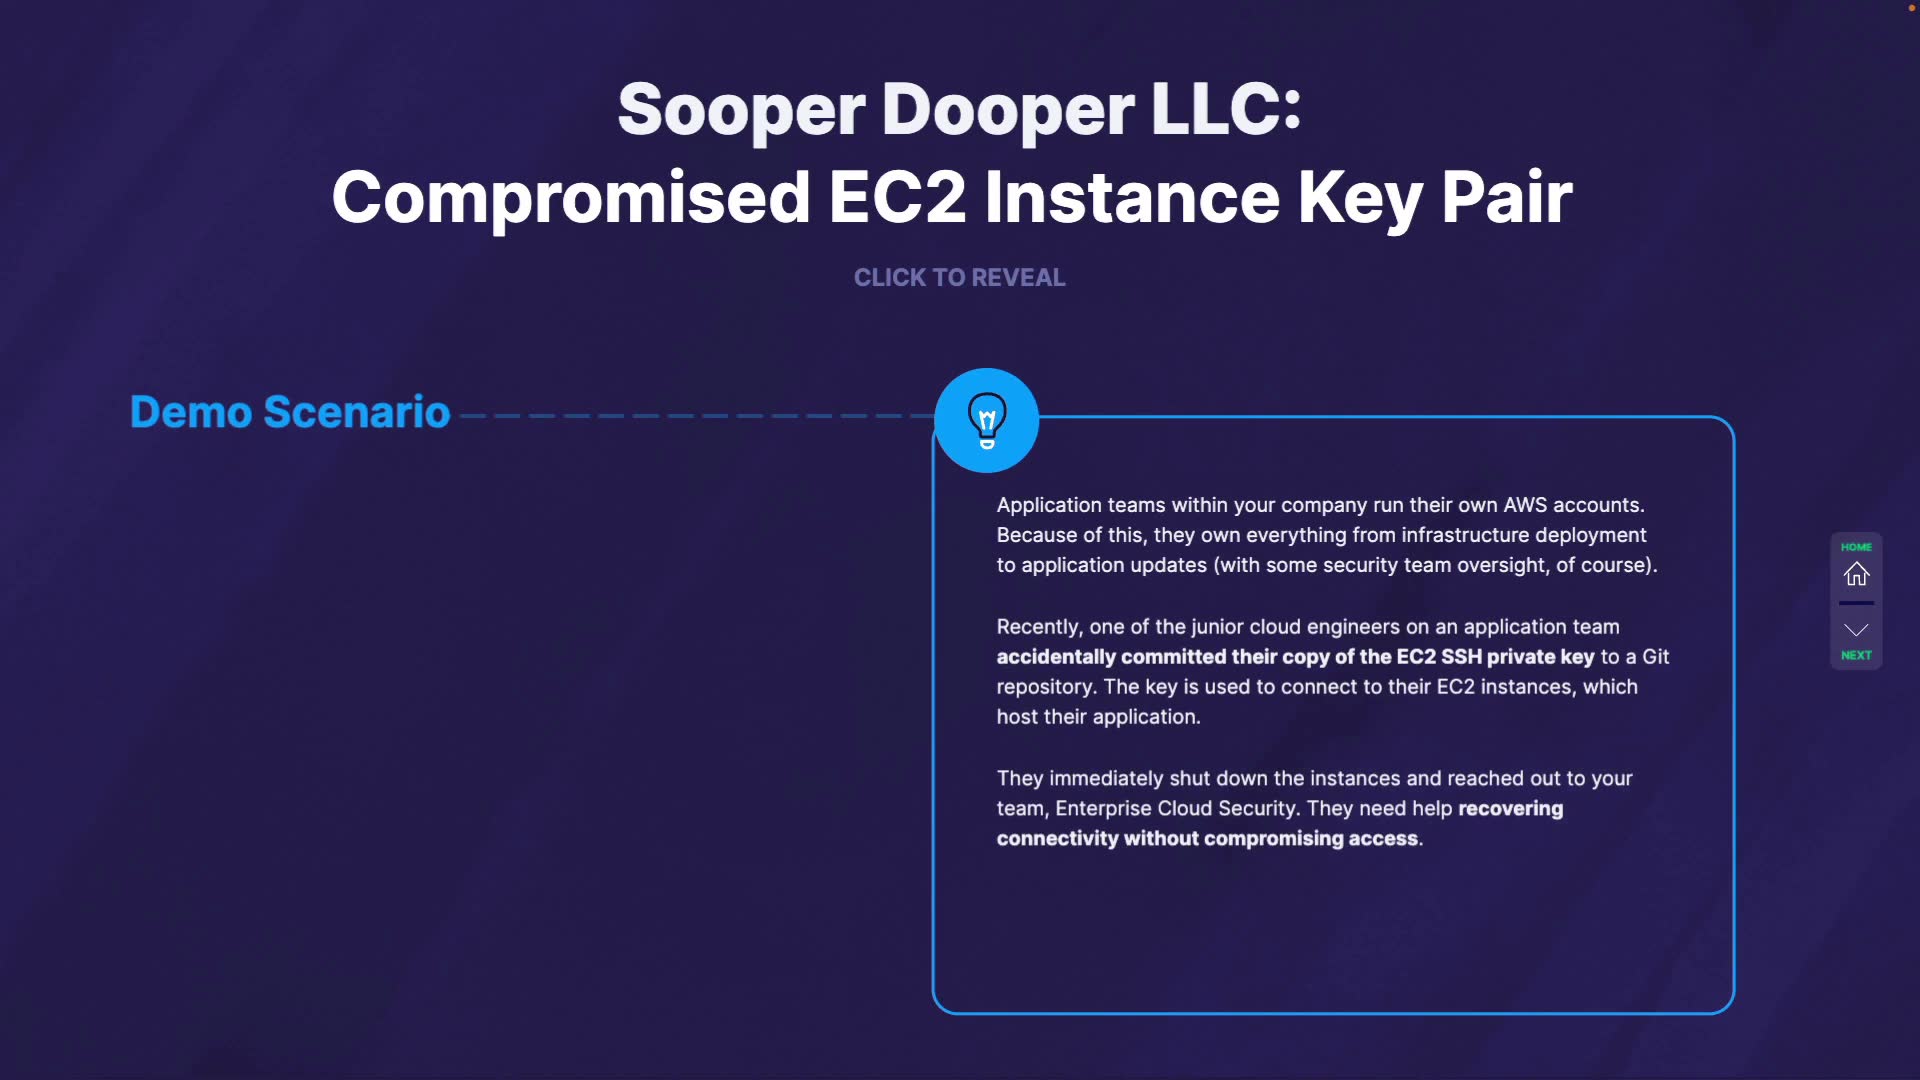 Sooper Dooper LLC:
Compromised EC2 Instance Key Pair
CLICK TO REVEAL
Demo Scenario
Application teams within your company run their own AWS accounts.
Because of this, they own everything from infrastructure deployment
to application updates (with some security team oversight, of course).
Recently, one of the junior cloud engineers on an application team
accidentally committed their copy of the EC2 SSH private key to a Git
repository. The key is used to connect to their EC2 instances, which
host their application.
They immediately shut down the instances and reached out to your
team, Enterprise Cloud Security. They need help recovering
connectivity without compromising access.
HOME
NEXT